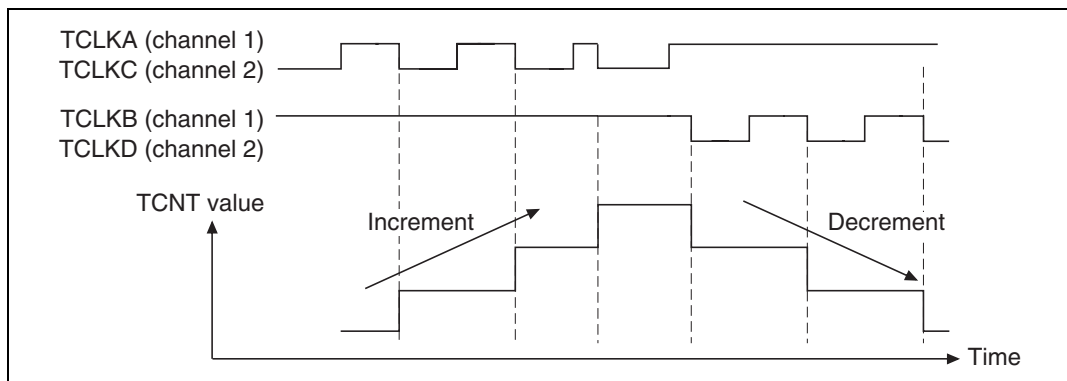 TCLKA (channel 1)
TCLKC (channel 2)
TCLKB (channel 1)
TCLKD (channel 2)
TCNT value
Increment
Decrement
Time